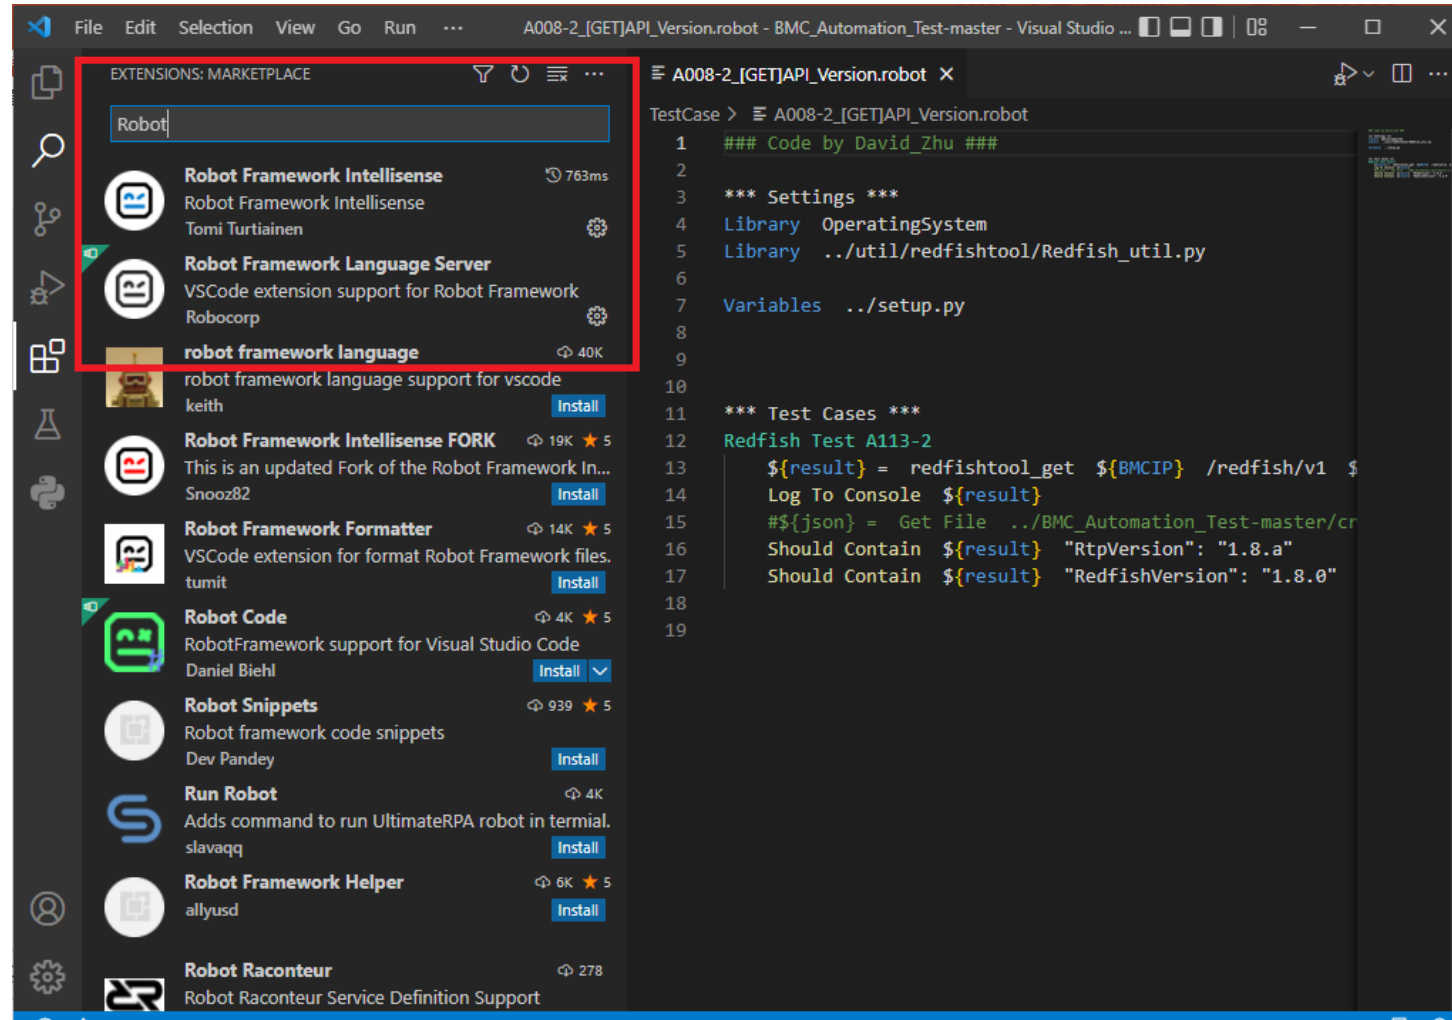 File Edit Selection View Go Run ··· A008-2_[GET]API_Version.robot - BMC_Automation_Test-master - Visual Studio ...
EXTENSIONS: MARKETPLACE
Robot
Robot Framework Intellisense 763ms
Robot Framework Intellisense
Tomi Turtiainen
Robot Framework Language Server
VSCode extension support for Robot Framework
Robocorp
robot framework language 40K
robot framework language support for vscode
keith Install
Robot Framework Intellisense FORK 19K ★ 5
This is an updated Fork of the Robot Framework In...
Snooz82 Install
Robot Framework Formatter 14K ★ 5
VSCode extension for format Robot Framework files.
tumit Install
Robot Code 4K ★ 5
RobotFramework support for Visual Studio Code
Daniel Biehl Install
Robot Snippets 939 ★ 5
Robot framework code snippets
Dev Pandey Install
Run Robot 4K
Adds command to run UltimateRPA robot in termial.
slavaqq Install
Robot Framework Helper 6K ★ 5
allyusd Install
Robot Raconteur 278
Robot Raconteur Service Definition Support
A008-2_[GET]API_Version.robot
TestCase > A008-2_[GET]API_Version.robot
1 ### Code by David_Zhu ###
2
3 *** Settings ***
4 Library OperatingSystem
5 Library ../util/redfishtool/Redfish_util.py
6
7 Variables ../setup.py
8
9
10
11 *** Test Cases ***
12 Redfish Test A113-2
13 ${result} = redfishtool_get ${BMCIP} /redfish/v1 $
14 Log To Console ${result}
15 #${json} = Get File ../BMC_Automation_Test-master/cr
16 Should Contain ${result} "RtpVersion": "1.8.a"
17 Should Contain ${result} "RedfishVersion": "1.8.0"
18
19